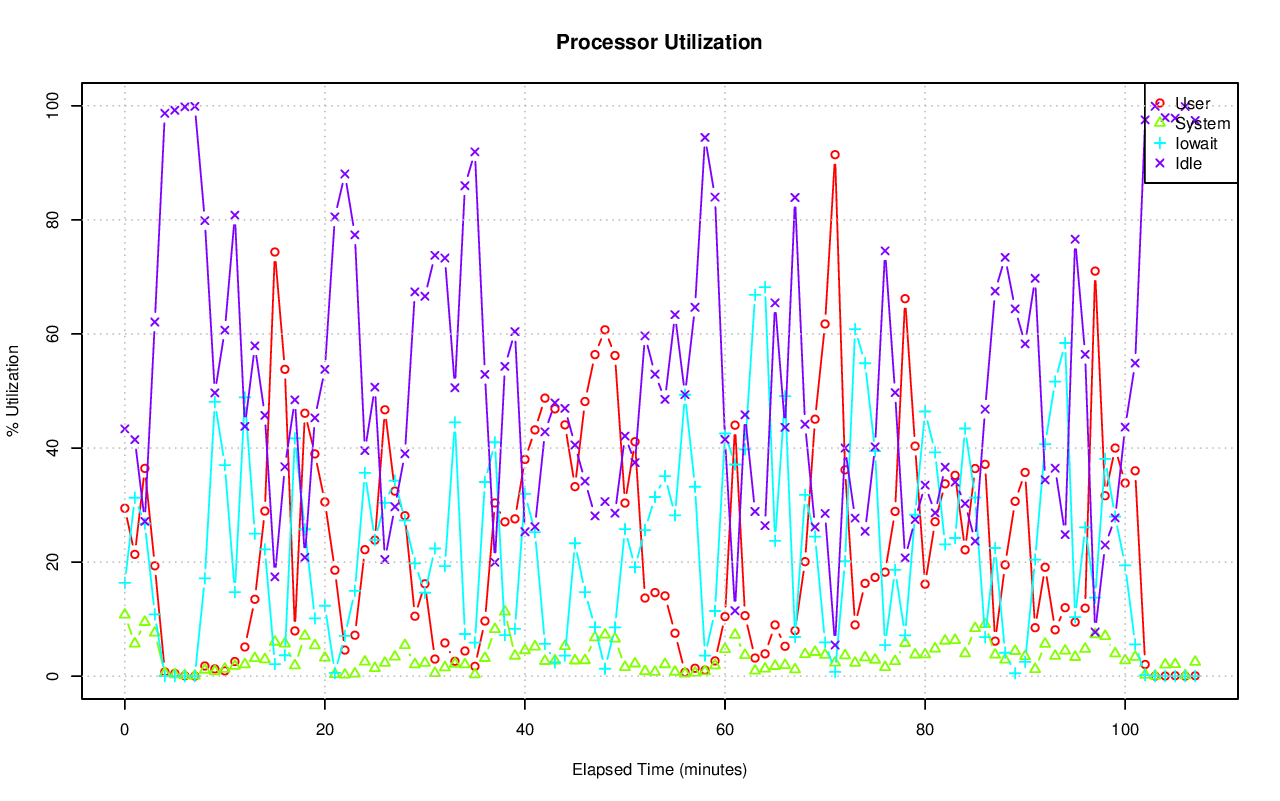 Processor Utilization
% Utilization
100
80
60
40
20
0
User
System
Iowait
Idle
0 20 40 60 80 100
Elapsed Time (minutes)